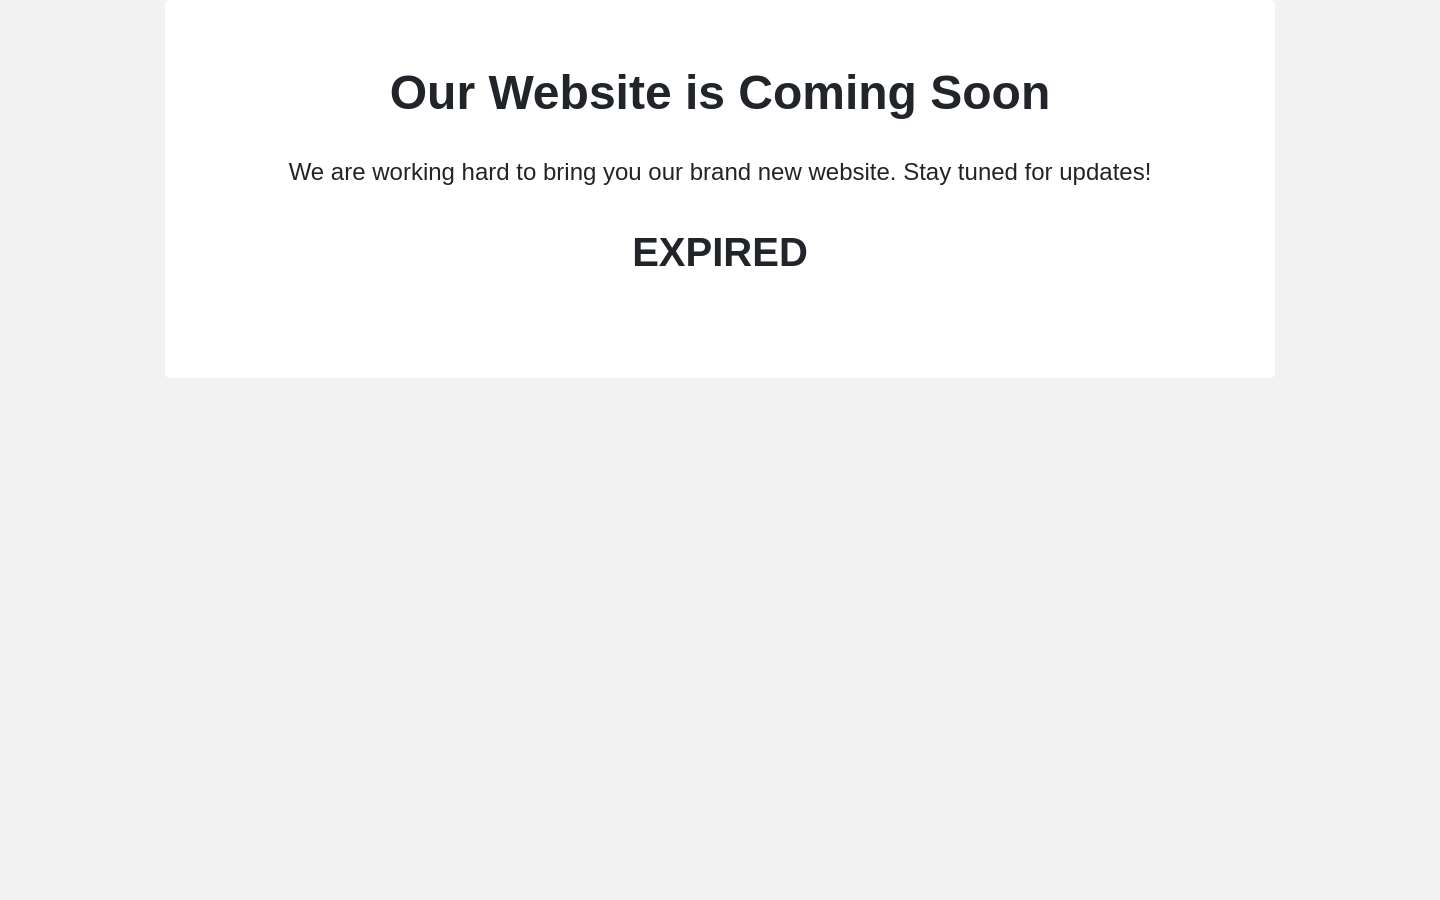 Our Website is Coming Soon
We are working hard to bring you our brand new website. Stay tuned for updates!
EXPIRED